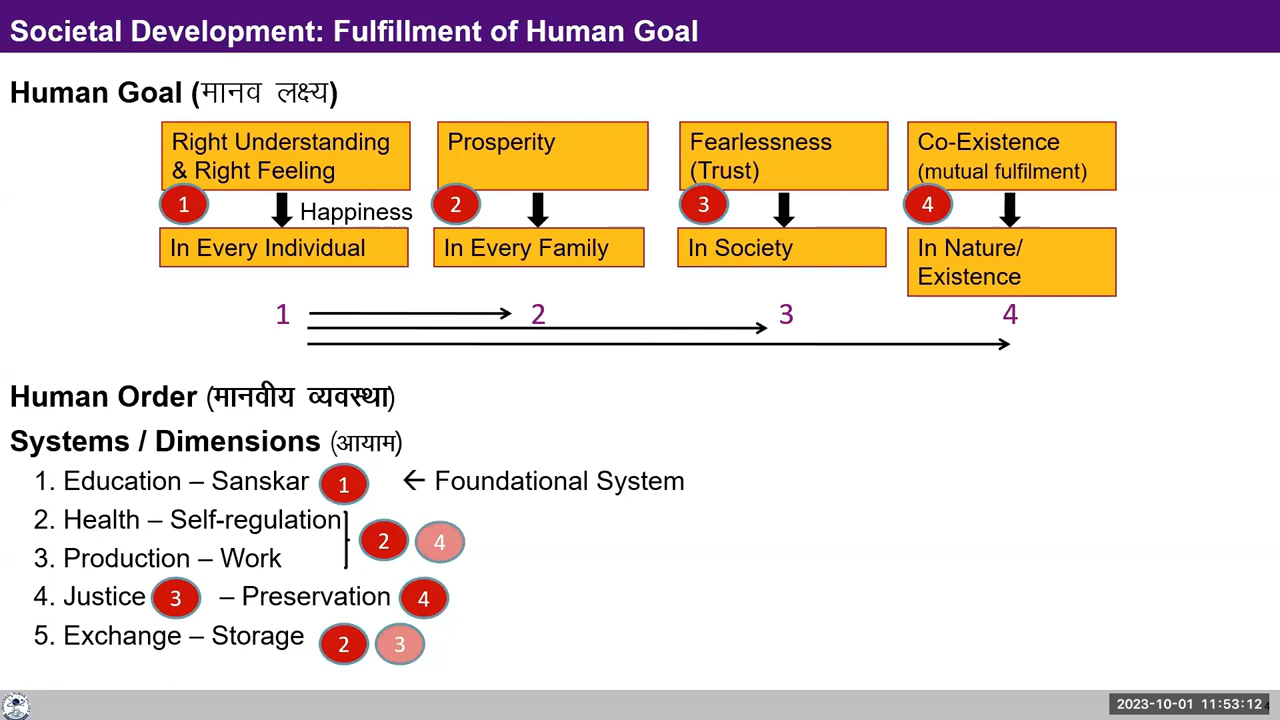 Societal Development: Fulfillment of Human Goal
Human Goal (मानव लक्ष्य)
Right Understanding
& Right Feeling
1
Happiness
In Every Individual
Prosperity
2
In Every Family
Fearlessness
(Trust)
3
In Society
Co-Existence
(mutual fulfilment)
4
In Nature/
Existence
1 2 3 4
Human Order (मानवीय व्यवस्था)
Systems / Dimensions (आयाम)
1. Education – Sanskar 1 ← Foundational System
2. Health – Self-regulation
2 4
3. Production – Work
4. Justice 3 – Preservation 4
5. Exchange – Storage 2 3
2023-10-01 11:53:12